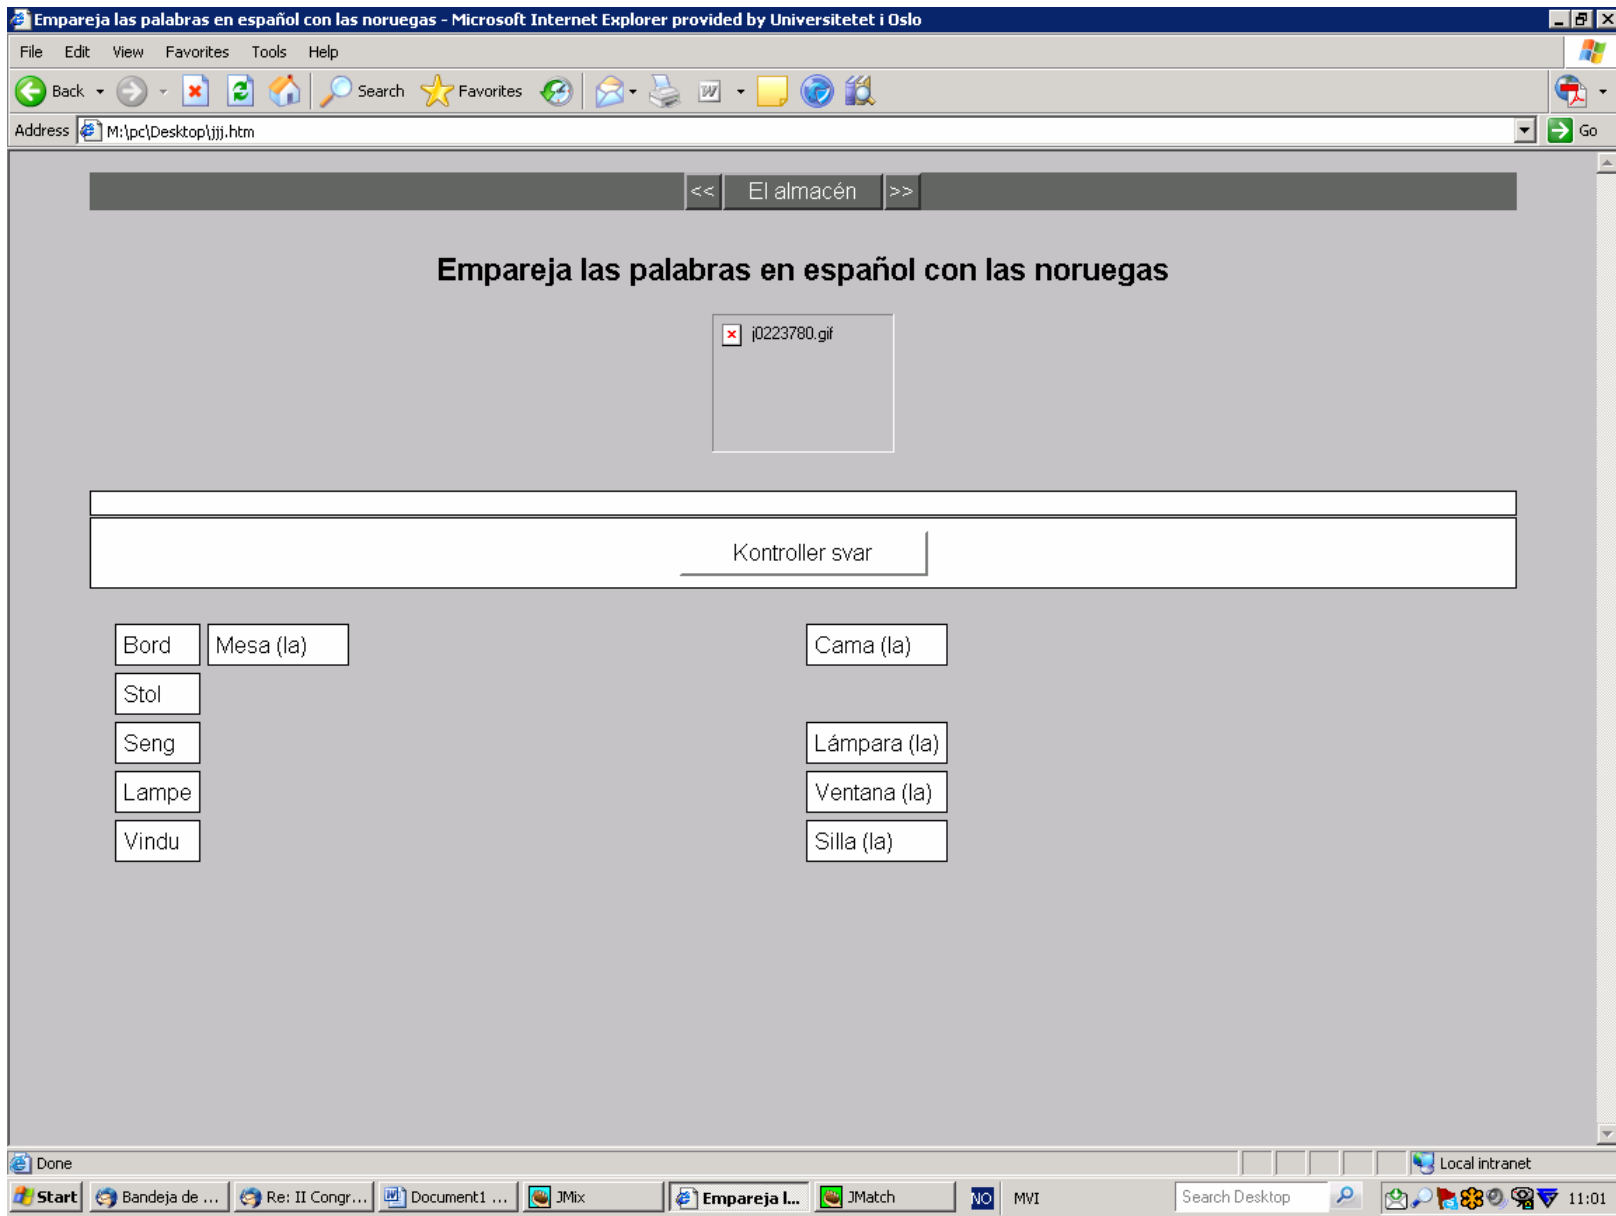 Empareja las palabras en español con las noruegas - Microsoft Internet Explorer provided by Universitetet i Oslo
File Edit View Favorites Tools Help
Back Search Favorites
Address M:\pc\Desktop\jjj.htm Go
<< El almacén >>
Empareja las palabras en español con las noruegas
j0223780.gif
Kontroller svar
Bord Mesa (la) Cama (la)
Stol
Seng Lámpara (la)
Lampe Ventana (la)
Vindu Silla (la)
Done Local intranet
Start Bandeja de ... Re: II Congr... Document1 ... JMix Empareja l... JMatch NO MVI Search Desktop 11:01